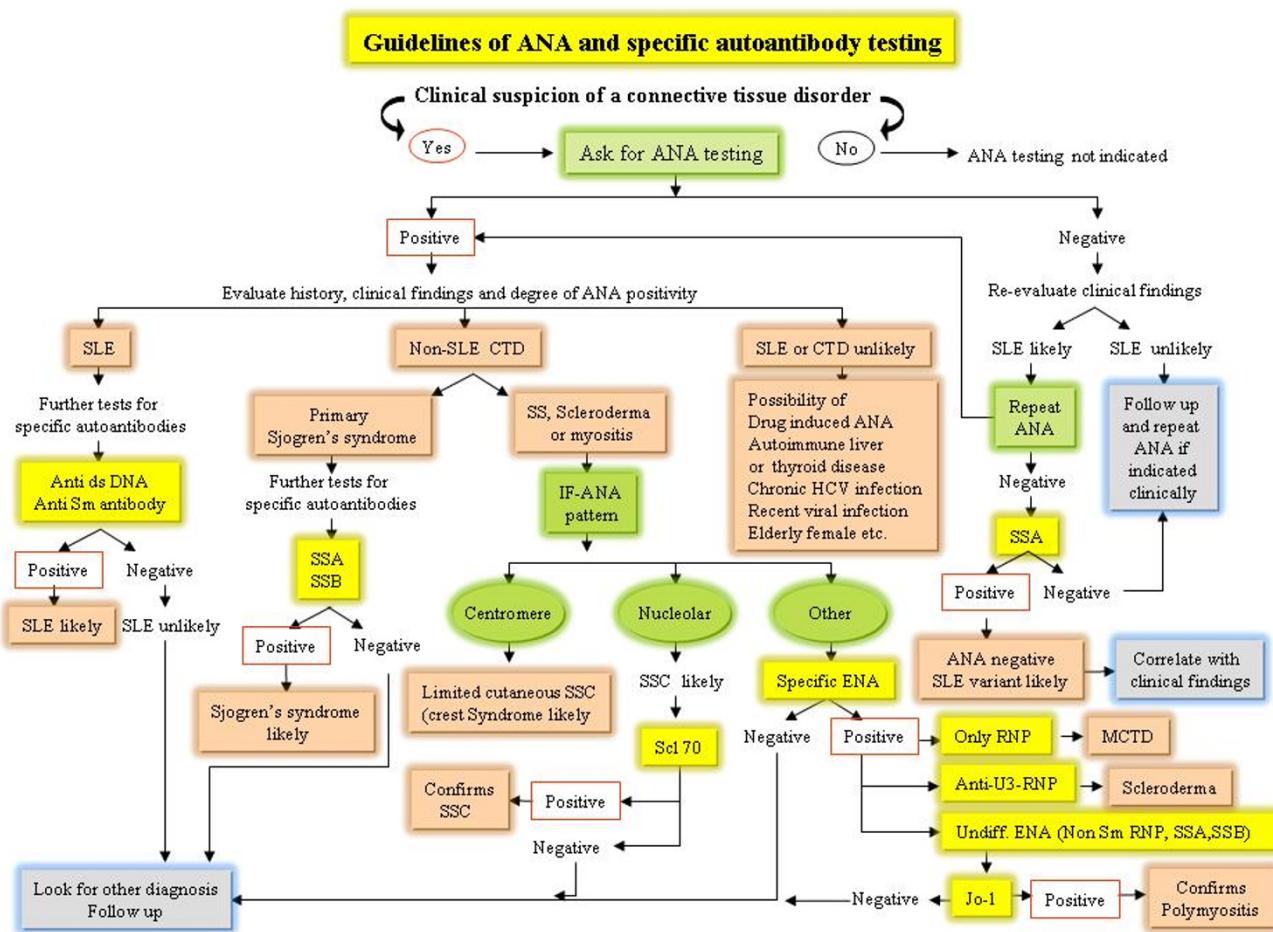 Guidelines of ANA and specific autoantibody testing
Clinical suspicion of a connective tissue disorder
Yes
Ask for ANA testing
No
ANA testing not indicated
Positive
Negative
Evaluate history, clinical findings and degree of ANA positivity
Re-evaluate clinical findings
SLE
Non-SLE CTD
SLE or CTD unlikely
SLE likely
SLE unlikely
Further tests for
specific autoantibodies
Primary
Sjogren's syndrome
SS, Scleroderma
or myositis
Possibility of
Drug induced ANA
Autoimmune liver
or thyroid disease
Chronic HCV infection
Recent viral infection
Elderly female etc.
Repeat
ANA
Follow up
and repeat
ANA if
indicated
clinically
Anti ds DNA
Anti Sm antibody
Further tests for
specific autoantibodies
IF-ANA
pattern
Negative
SSA
Positive
Negative
SSA
SSB
Positive
Negative
SLE likely
SLE unlikely
Centromere
Nucleolar
Other
Positive
Negative
Sjogren's syndrome
likely
Limited cutaneous SSC
(crest Syndrome likely
SSC likely
Specific ENA
ANA negative
SLE variant likely
Correlate with
clinical findings
Scl 70
Negative
Positive
Only RNP
MCTD
Anti-U3-RNP
Scleroderma
Undiff. ENA (Non Sm RNP, SSA,SSB)
Confirms
SSC
Positive
Negative
Look for other diagnosis
Follow up
Negative
Jo-1
Positive
Confirms
Polymyositis